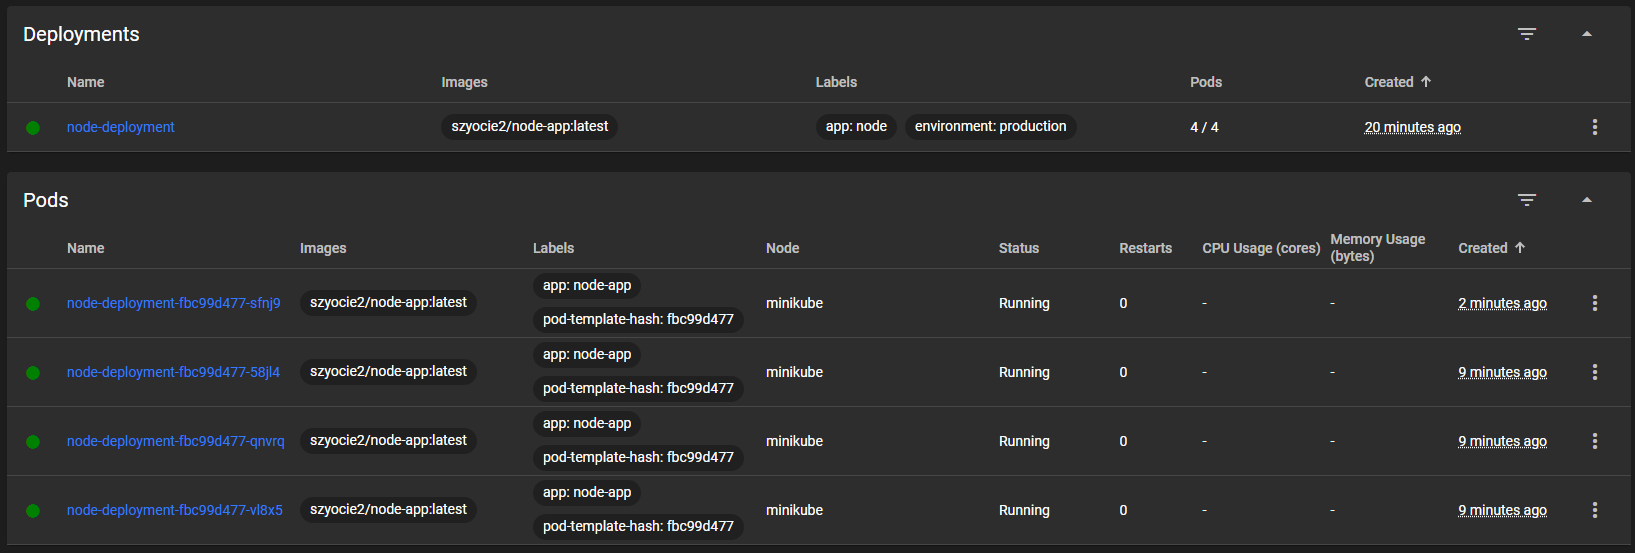 Deployments
Name Images Labels Pods Created
node-deployment szyocie2/node-app:latest app: node environment: production 4 / 4 20 minutes ago
Pods
Name Images Labels Node Status Restarts CPU Usage (cores) Memory Usage (bytes) Created
node-deployment-fbc99d477-sfnj9 szyocie2/node-app:latest app: node-app minikube Running 0 - - 2 minutes ago
pod-template-hash: fbc99d477
node-deployment-fbc99d477-58jl4 szyocie2/node-app:latest app: node-app minikube Running 0 - - 9 minutes ago
pod-template-hash: fbc99d477
node-deployment-fbc99d477-qnvrq szyocie2/node-app:latest app: node-app minikube Running 0 - - 9 minutes ago
pod-template-hash: fbc99d477
node-deployment-fbc99d477-vl8x5 szyocie2/node-app:latest app: node-app minikube Running 0 - - 9 minutes ago
pod-template-hash: fbc99d477